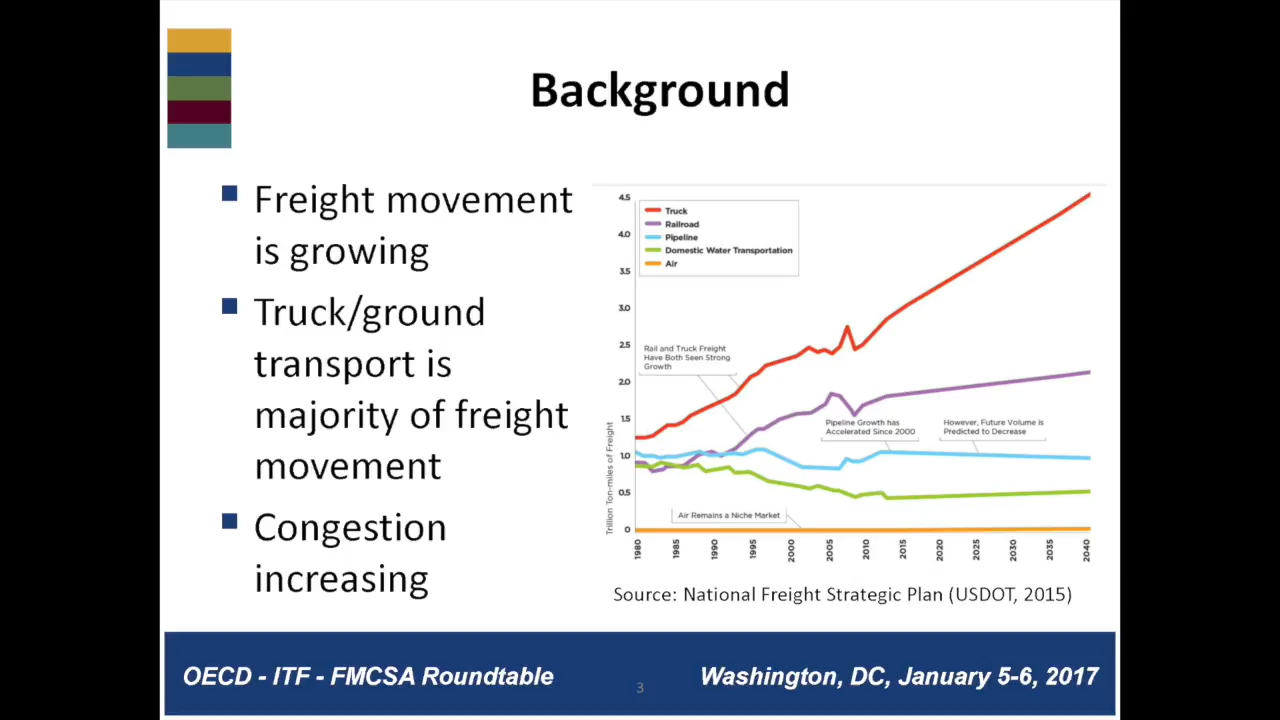 Background
Freight movement
is growing
Truck/ground
transport is
majority of freight
movement
Congestion
increasing
4.5
4.0
3.5
3.0
2.5
2.0
1.5
1.0
0.5
0
Trillion Ton-miles of Freight
Truck
Railroad
Pipeline
Domestic Water Transportation
Air
Rail and Truck Freight
Have Both Seen Strong
Growth
Pipeline Growth has
Accelerated Since 2000
However, Future Volume is
Predicted to Decrease
Air Remains a Niche Market
1980
1985
1990
1995
2000
2005
2010
2015
2020
2025
2030
2035
2040
Source: National Freight Strategic Plan (USDOT, 2015)
OECD - ITF - FMCSA Roundtable
3
Washington, DC, January 5-6, 2017